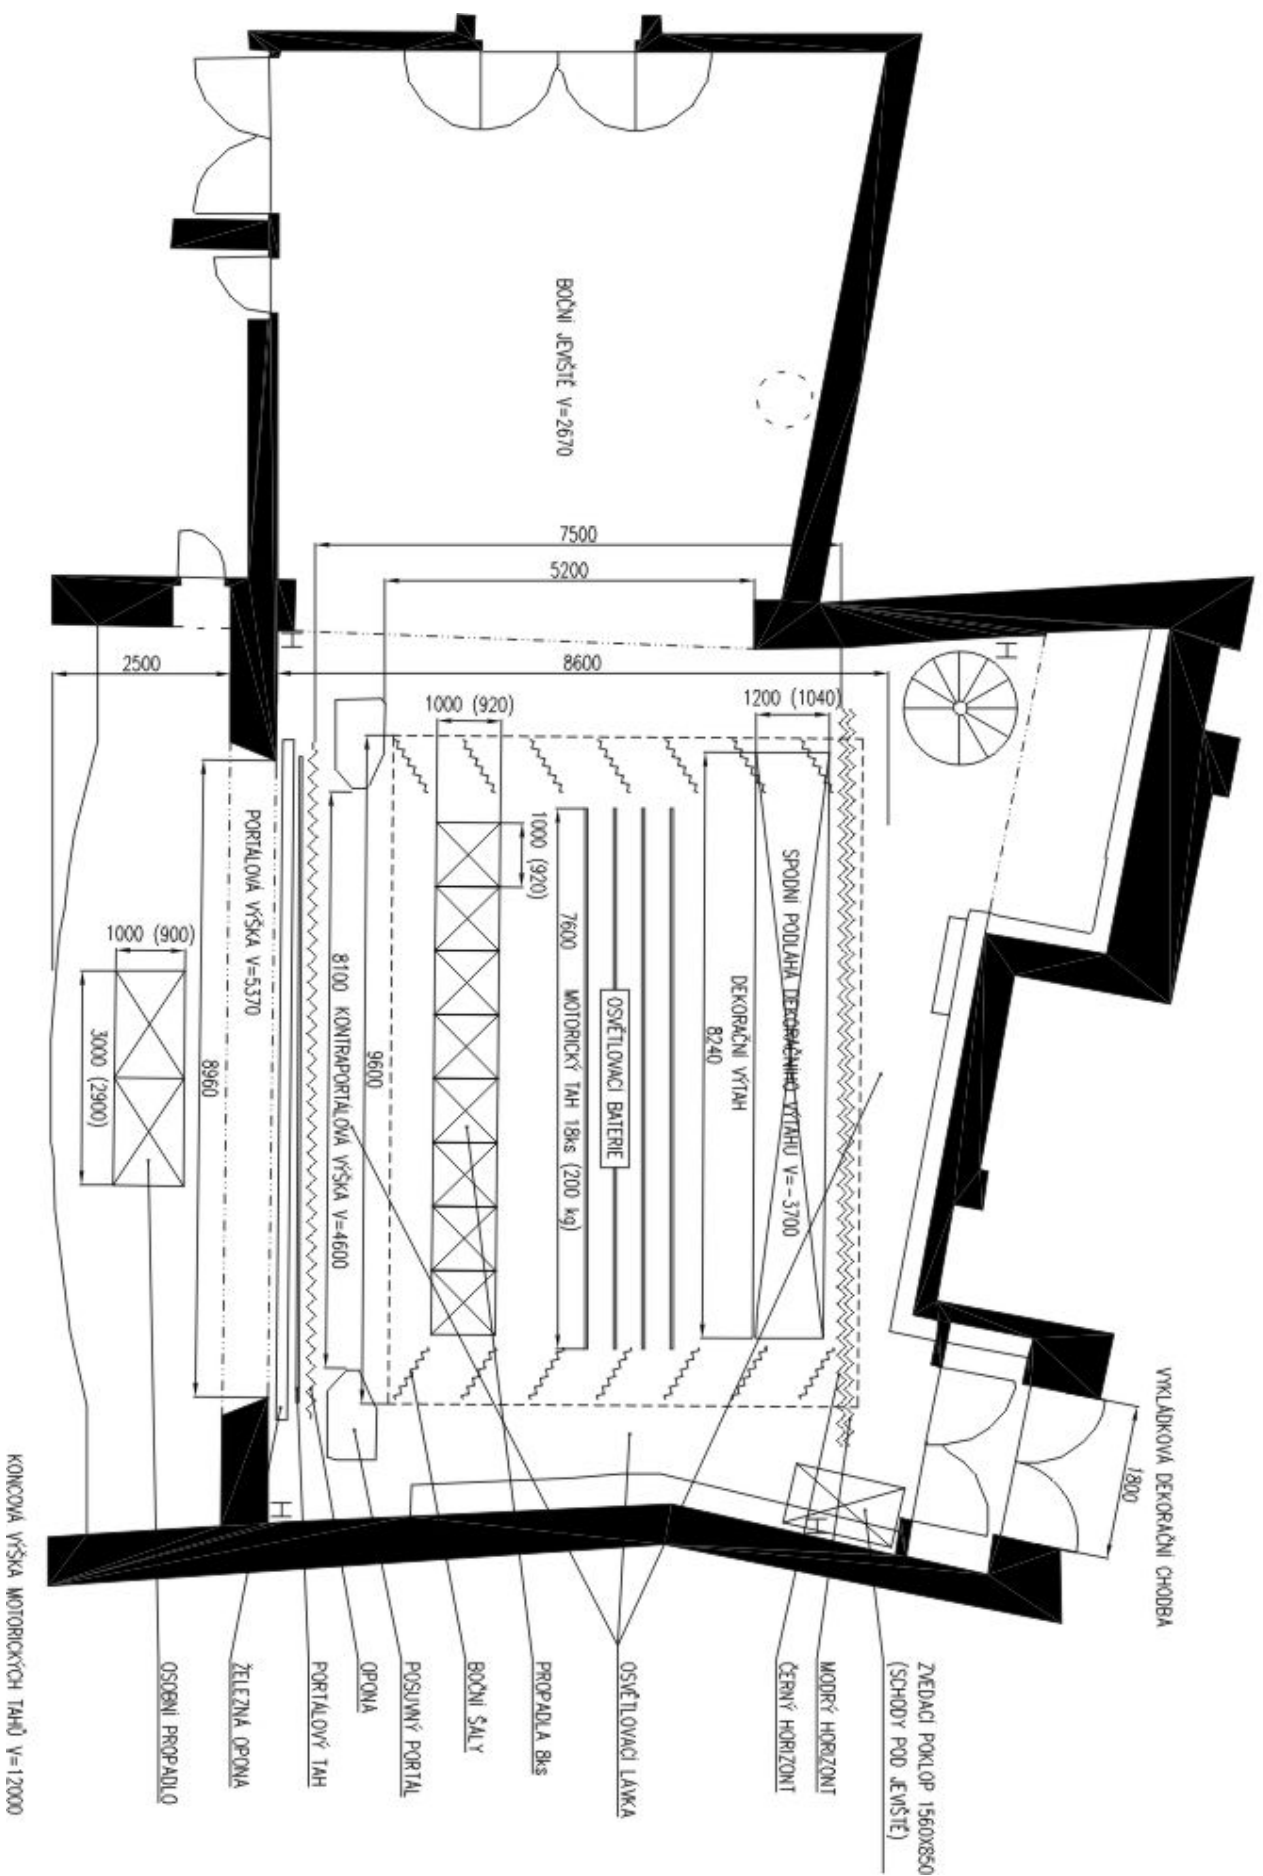 VYKLÁDKOVÁ DEKORAČNÍ CHODBA
1800
ZVEDACÍ POKLOP 1560X850
(SCHODY POD JEVIŠTĚ)
MODRÝ HORIZONT
ČERNÝ HORIZONT
OSVĚTLOVACÍ LÁVKA
PROPADLA 8ks
BOČNÍ ŠÁLY
POSUVNÝ PORTÁL
OPONA
PORTÁLOVÝ TAH
ŽELEZNÁ OPONA
OSOBNÍ PROPADLO
KONCOVÁ VÝŠKA MOTORICKÝCH TAHŮ V=12000
BOČNÍ JEVIŠTĚ V=2670
7500
5200
8600
2500
1200 (1040)
1000 (920)
1000 (920)
SPODNÍ PODLAHA DEKORAČNÍHO VÝTAHU V=-3700
DEKORAČNÍ VÝTAH
8240
OSVĚTLOVACÍ BATERIE
7600 MOTORICKÝ TAH 18ks (200 kg)
9600
8100 KONTRAPORTÁLOVÁ VÝŠKA V=4600
PORTÁLOVÁ VÝŠKA V=5370
8960
1000 (900)
3000 (2900)